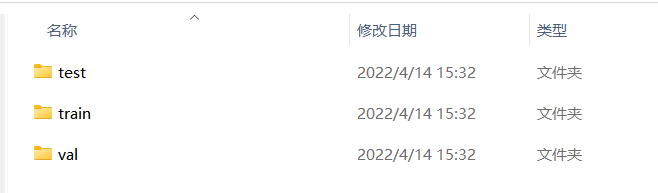 名称 修改日期 类型
test 2022/4/14 15:32 文件夹
train 2022/4/14 15:32 文件夹
val 2022/4/14 15:32 文件夹